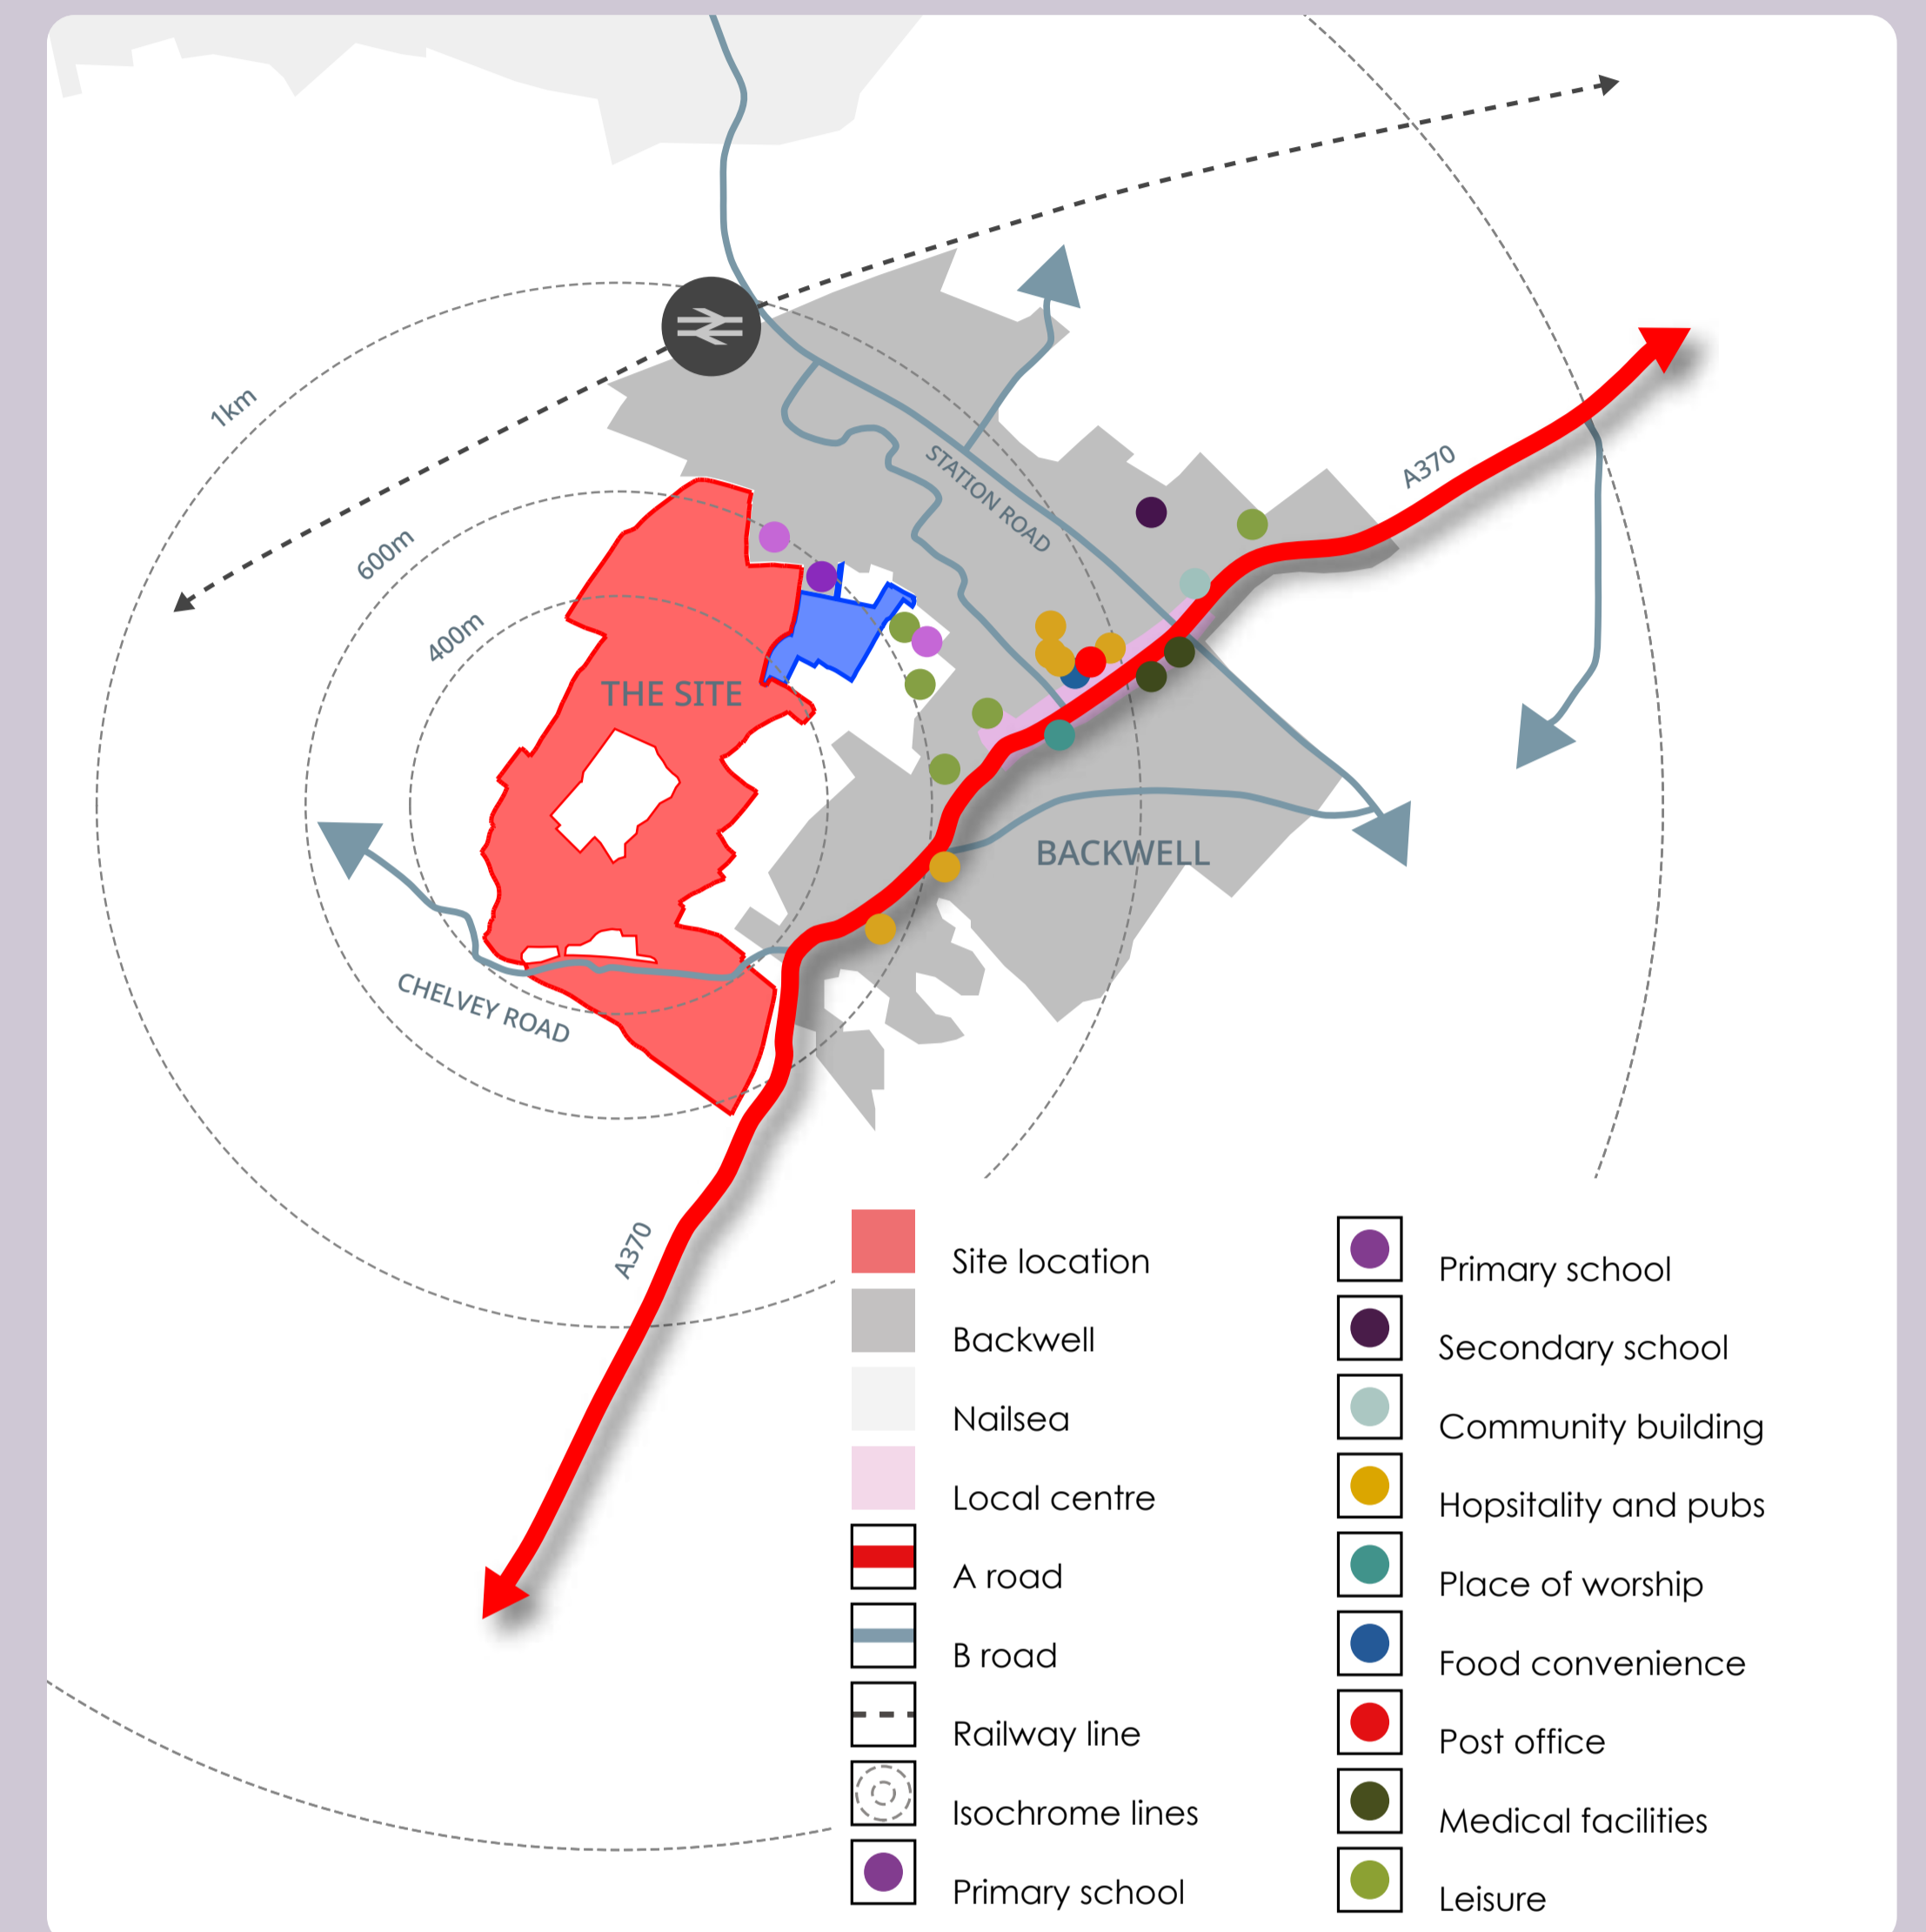 1km
600m
400m
STATION ROAD
A370
THE SITE
BACKWELL
CHELVEY ROAD
A370
Site location
Backwell
Nailsea
Local centre
A road
B road
Railway line
Isochrome lines
Primary school
Primary school
Secondary school
Community building
Hopsitality and pubs
Place of worship
Food convenience
Post office
Medical facilities
Leisure